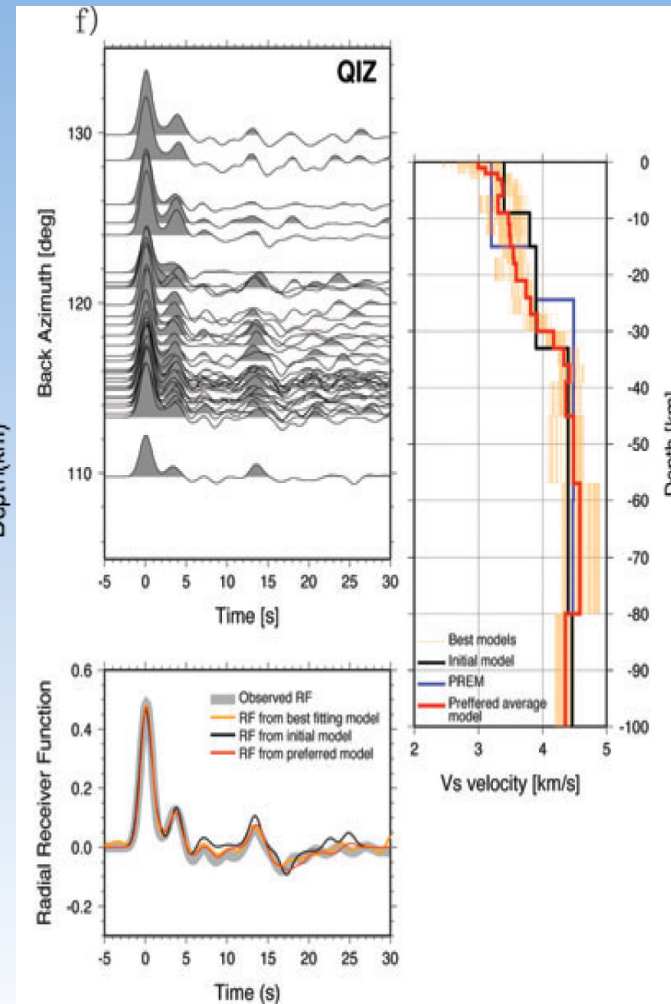 f)
QIZ
130
120
110
Back Azimuth [deg]
-5 0 5 10 15 20 25 30
Time [s]
Depth(km)
0
-10
-20
-30
-40
-50
-60
-70
-80
-90
-100
Depth [km]
Best models
Initial model
PREM
Preffered average
model
2 3 4 5
Vs velocity [km/s]
0.6
0.4
0.2
0.0
-0.2
Radial Receiver Function
Observed RF
RF from best fitting model
RF from initial model
RF from preferred model
-5 0 5 10 15 20 25 30
Time (s)